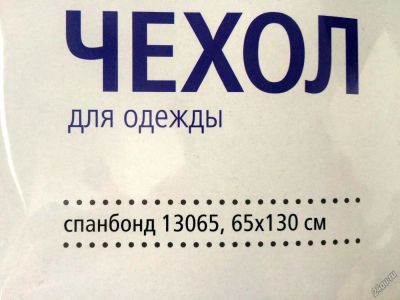 ЧЕХОЛ
для одежды
спанбонд 13065, 65х130 см